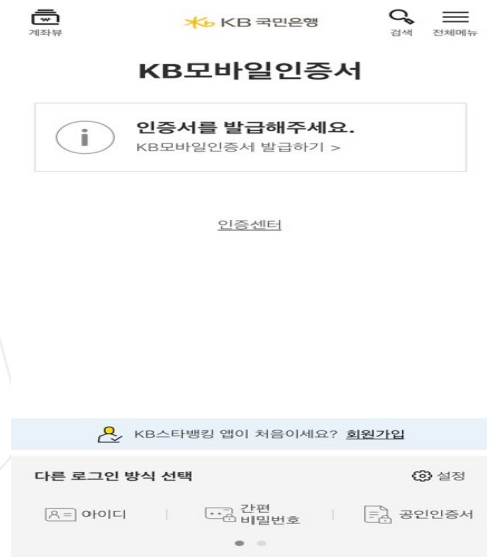 계좌뷰
KB 국민은행
검색
전체메뉴
KB모바일인증서
인증서를 발급해주세요.
KB모바일인증서 발급하기 >
인증센터
KB스타뱅킹 앱이 처음이세요? 회원가입
다른 로그인 방식 선택
설정
아이디
간편
비밀번호
공인인증서